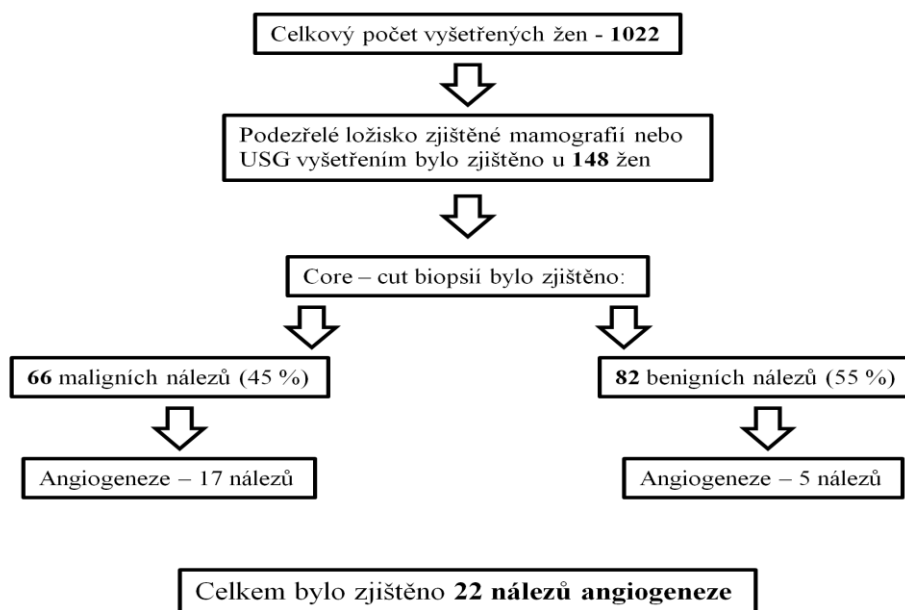 Celkový počet vyšetřených žen - 1022
Podezřelé ložisko zjištěné mamografií nebo
USG vyšetřením bylo zjištěno u 148 žen
Core – cut biopsií bylo zjištěno:
66 maligních nálezů (45 %)
82 benigních nálezů (55 %)
Angiogeneze – 17 nálezů
Angiogeneze – 5 nálezů
Celkem bylo zjištěno 22 nálezů angiogeneze